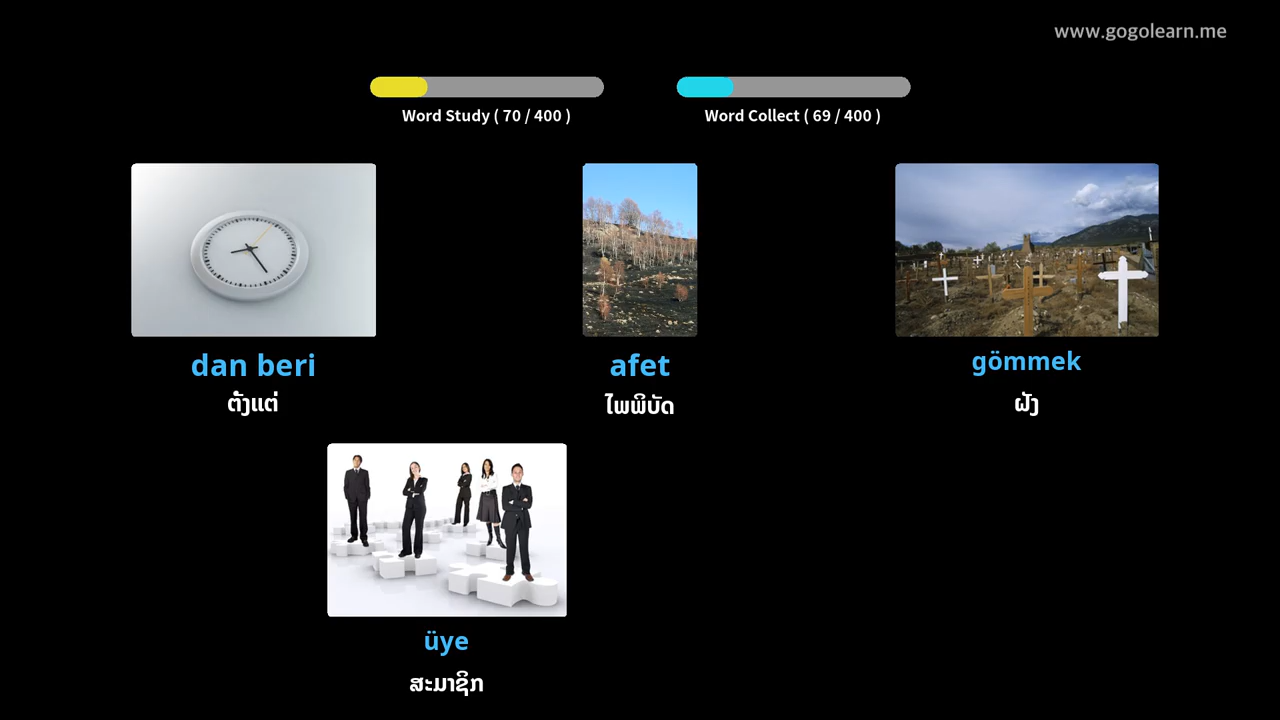 www.gogolearn.me
Word Study ( 70 / 400 )
Word Collect ( 69 / 400 )
dan beri
ຕັ້ງແຕ່
afet
ໄພພິບັດ
gömmek
ຝັງ
üye
ສະມາຊິກ